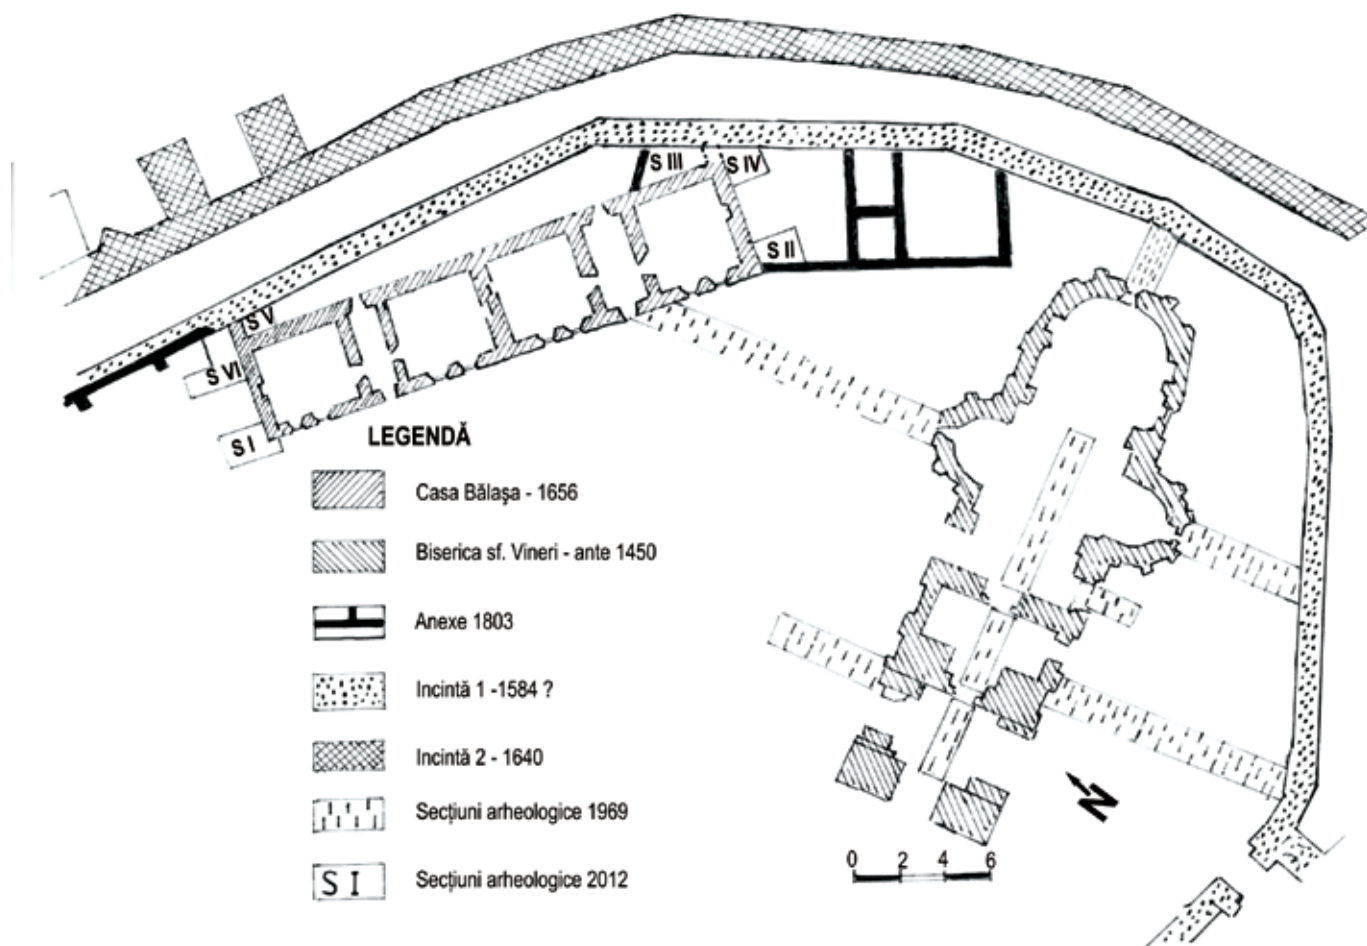 S III
S IV
S II
S V
S VI
S I
LEGENDĂ
Casa Bălaşa - 1656
Biserica sf. Vineri - ante 1450
Anexe 1803
Incintă 1 -1584 ?
Incintă 2 - 1640
Secţiuni arheologice 1969
S I Secţiuni arheologice 2012
N
0 2 4 6